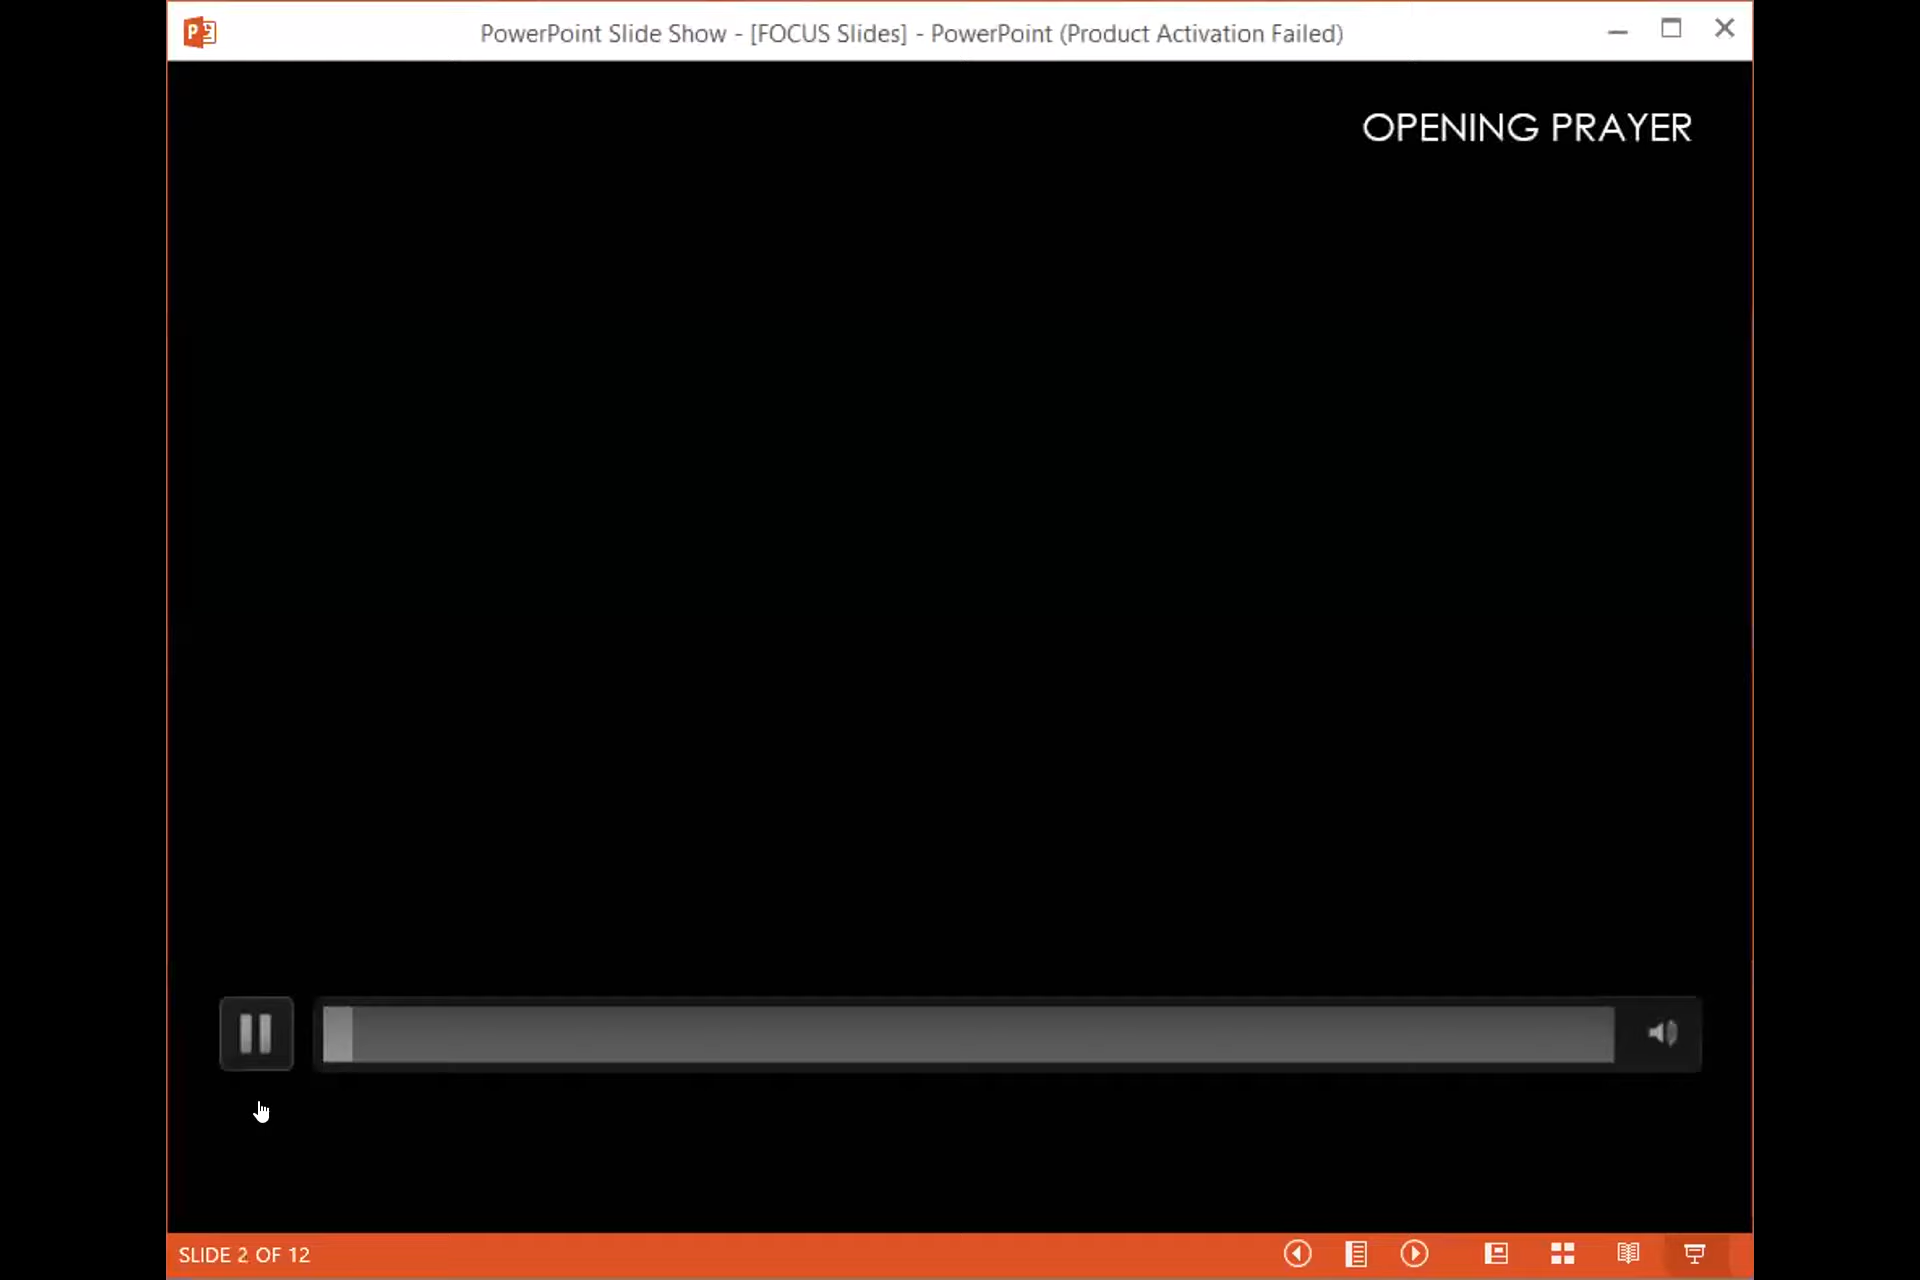 PowerPoint Slide Show - [FOCUS Slides] - PowerPoint (Product Activation Failed)
OPENING PRAYER
SLIDE 2 OF 12